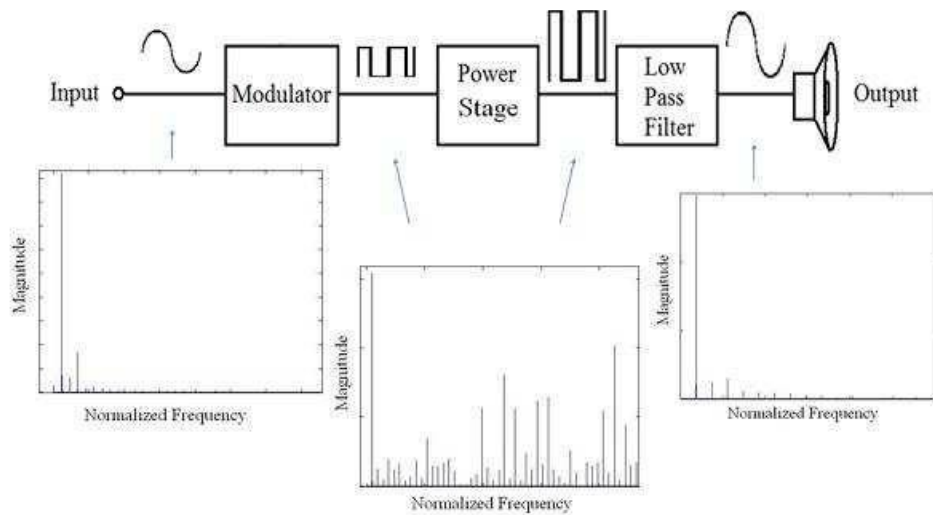 Input
Modulator
Power
Stage
Low
Pass
Filter
Output
Magnitude
Normalized Frequency
Magnitude
Normalized Frequency
Magnitude
Normalized Frequency